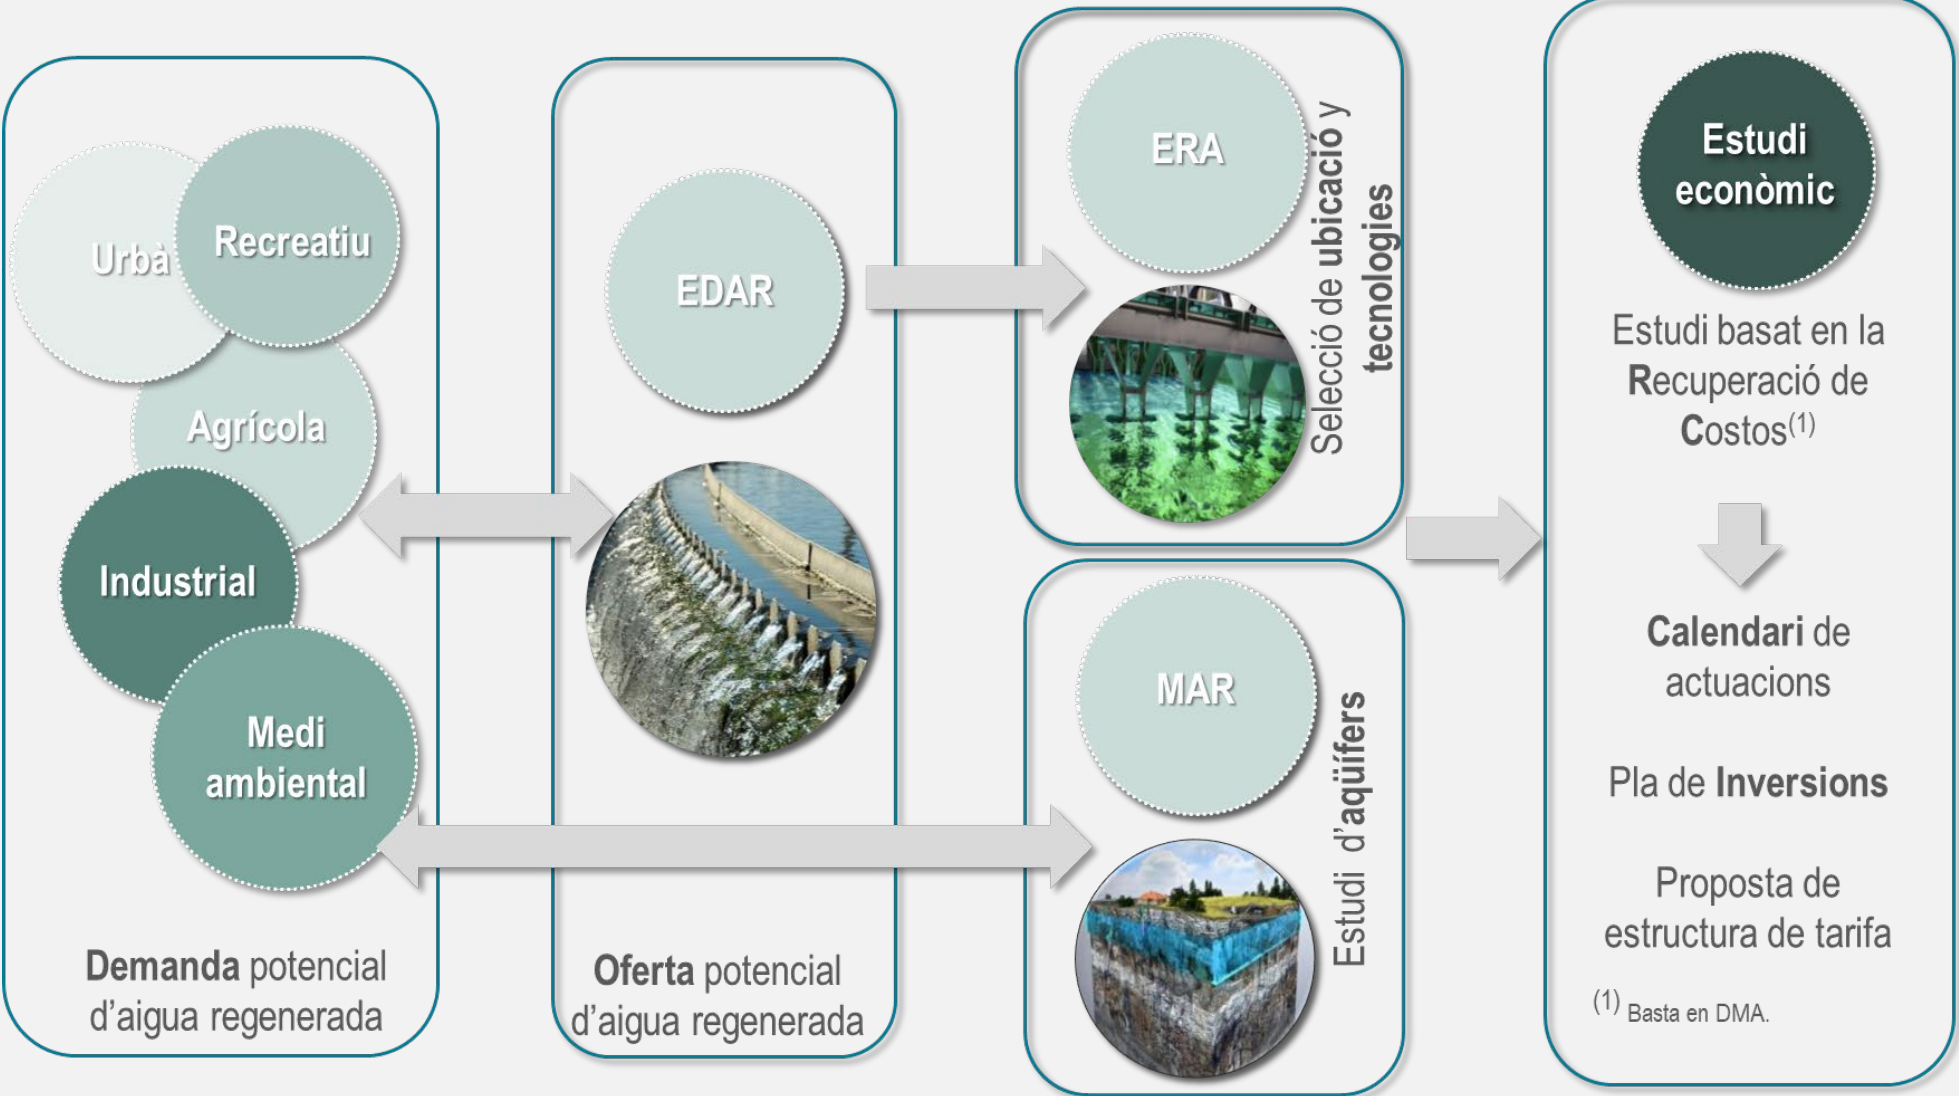 Urbà
Recreatiu
Agrícola
Industrial
Medi
ambiental
Demanda potencial
d’aigua regenerada
EDAR
Oferta potencial
d’aigua regenerada
ERA
Selecció de ubicació y
tecnologies
MAR
Estudi d’aqüífers
Estudi
econòmic
Estudi basat en la
Recuperació de
Costos(1)
Calendari de
actuacions
Pla de Inversions
Proposta de
estructura de tarifa
(1) Basta en DMA.